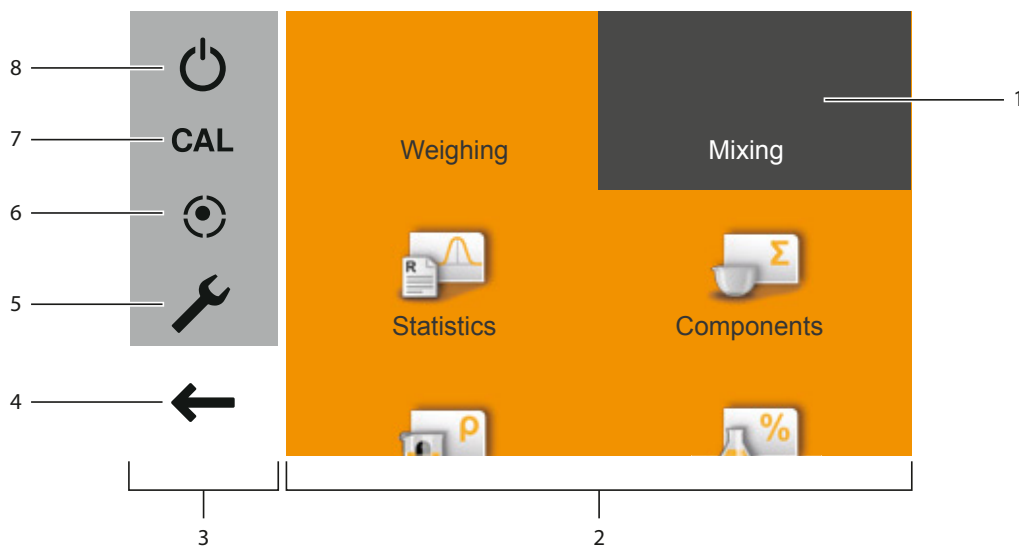 8
7
CAL
6
5
4
3
Weighing
Mixing
1
R
Statistics
Σ
Components
ρ
%
2